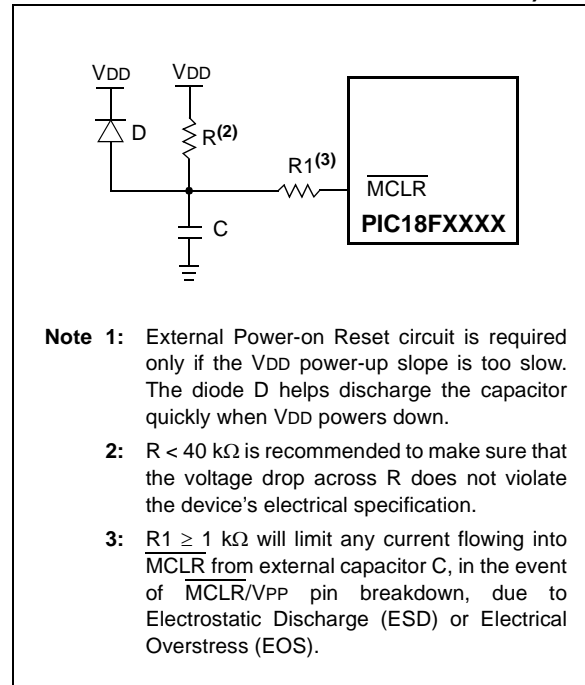 VDD VDD
D
R(2)
R1(3)
MCLR
PIC18FXXXX
C
Note 1: External Power-on Reset circuit is required
only if the VDD power-up slope is too slow.
The diode D helps discharge the capacitor
quickly when VDD powers down.
2: R < 40 kΩ is recommended to make sure that
the voltage drop across R does not violate
the device's electrical specification.
3: R1 ≥ 1 kΩ will limit any current flowing into
MCLR from external capacitor C, in the event
of MCLR/VPP pin breakdown, due to
Electrostatic Discharge (ESD) or Electrical
Overstress (EOS).